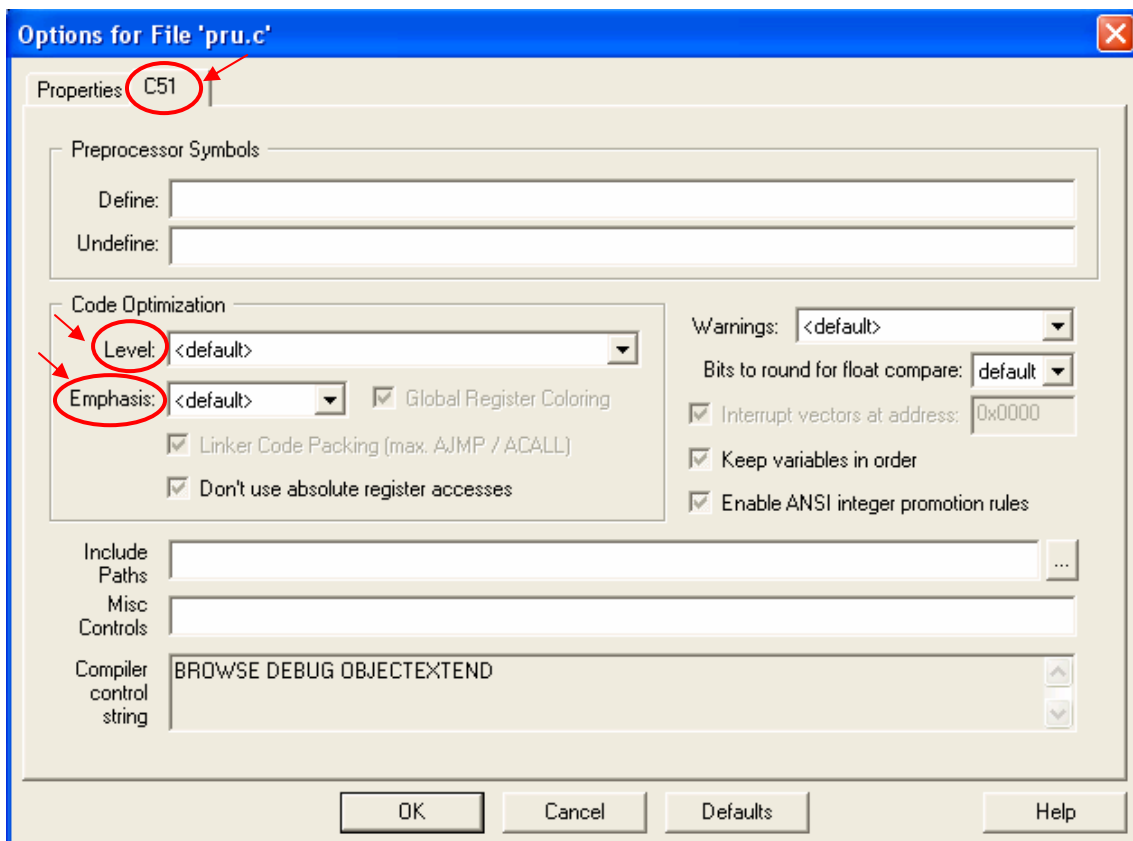 Options for File 'pru.c'
Properties C51
Preprocessor Symbols
Define:
Undefine:
Code Optimization
Level: <default>
Emphasis: <default> Global Register Coloring
Linker Code Packing (max. AJMP / ACALL)
Don't use absolute register accesses
Warnings: <default>
Bits to round for float compare: default
Interrupt vectors at address: 0x0000
Keep variables in order
Enable ANSI integer promotion rules
Include
Paths
...
Misc
Controls
Compiler
control
string
BROWSE DEBUG OBJECTEXTEND
OK Cancel Defaults Help